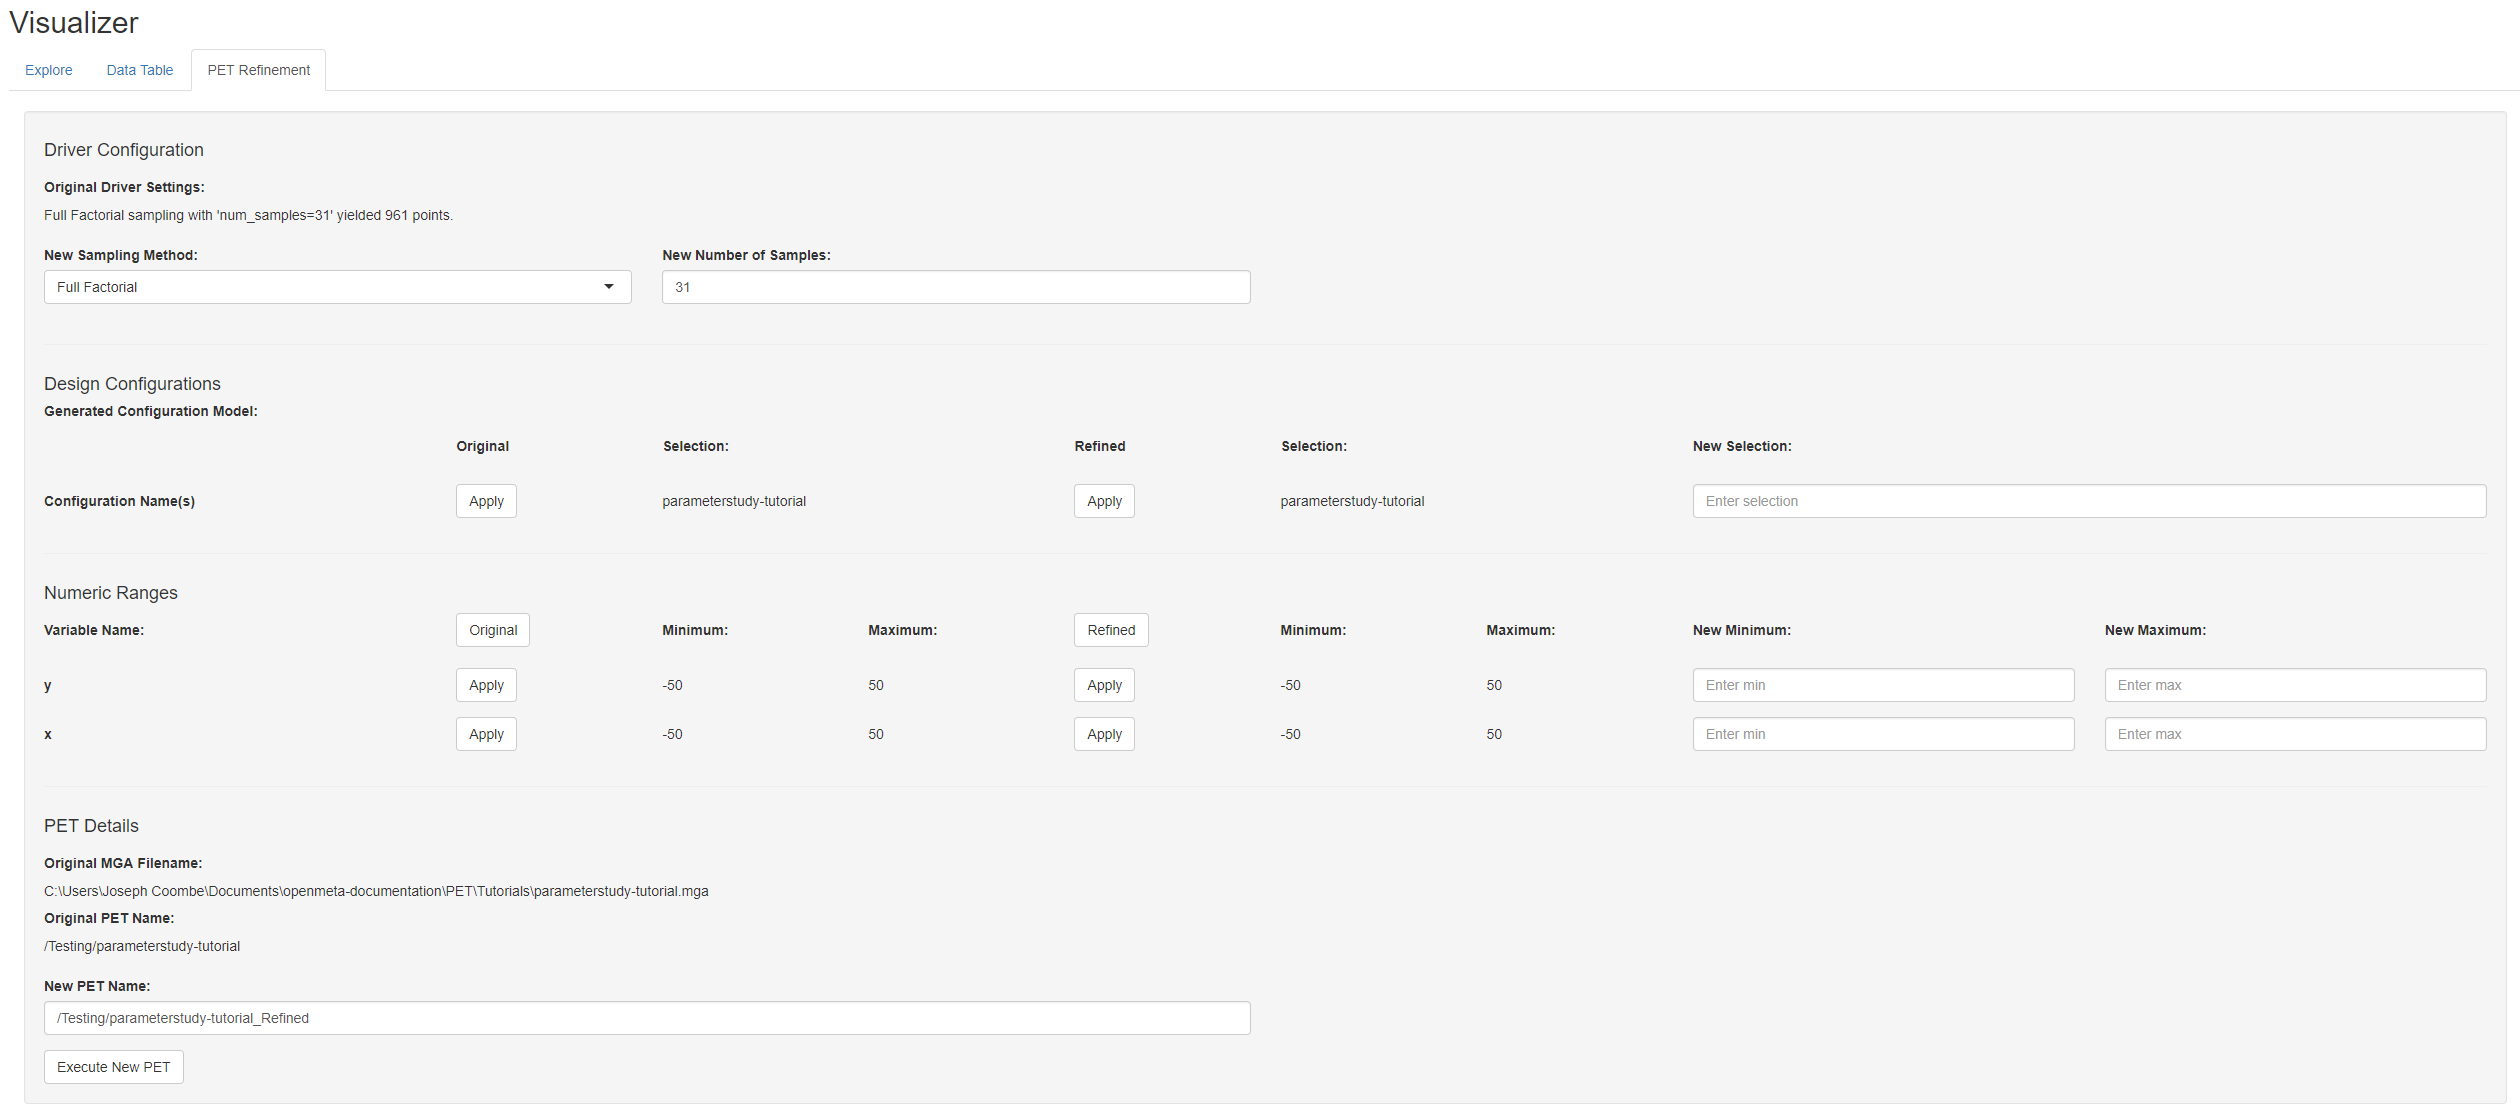 Visualizer
Explore Data Table PET Refinement
Driver Configuration
Original Driver Settings:
Full Factorial sampling with 'num_samples=31' yielded 961 points.
New Sampling Method: New Number of Samples:
Full Factorial 31
Design Configurations
Generated Configuration Model:
Original Selection: Refined Selection: New Selection:
Configuration Name(s) Apply parameterstudy-tutorial Apply parameterstudy-tutorial Enter selection
Numeric Ranges
Variable Name: Original Minimum: Maximum: Refined Minimum: Maximum: New Minimum: New Maximum:
y Apply -50 50 Apply -50 50 Enter min Enter max
x Apply -50 50 Apply -50 50 Enter min Enter max
PET Details
Original MGA Filename:
C:\Users\Joseph Coombe\Documents\openmeta-documentation\PET\Tutorials\parameterstudy-tutorial.mga
Original PET Name:
/Testing/parameterstudy-tutorial
New PET Name:
/Testing/parameterstudy-tutorial_Refined
Execute New PET